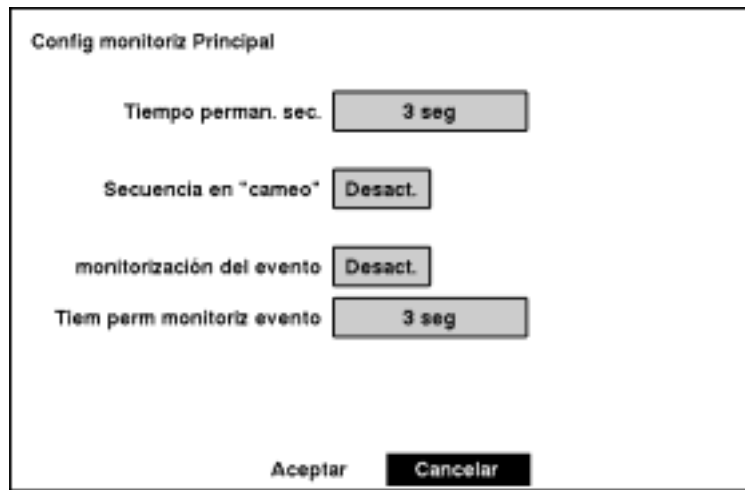 Config monitoriz Principal
Tiempo perman. sec. 3 seg
Secuencia en "cameo" Desact.
monitorización del evento Desact.
Tiem perm monitoriz evento 3 seg
Aceptar Cancelar